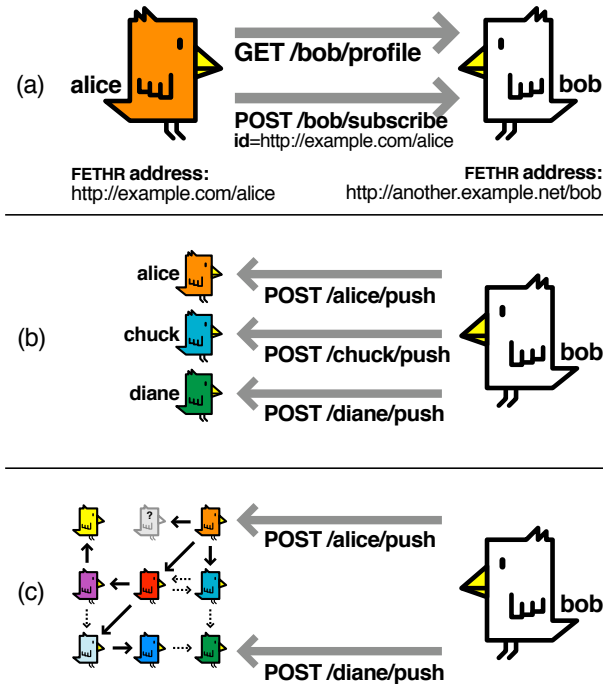 (a)
alice
GET /bob/profile
bob
POST /bob/subscribe
id=http://example.com/alice
FETHR address:
http://example.com/alice
FETHR address:
http://another.example.net/bob
(b)
alice
POST /alice/push
chuck
POST /chuck/push
bob
diane
POST /diane/push
(c)
?
POST /alice/push
bob
POST /diane/push